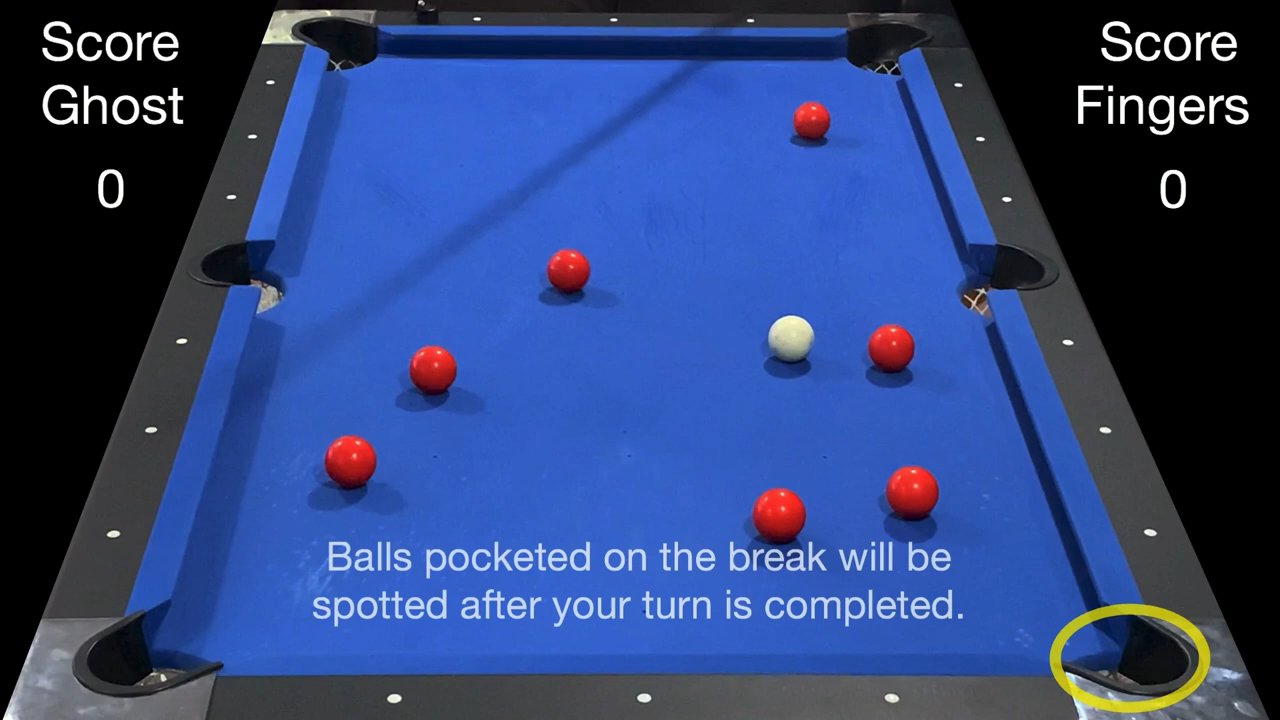 Score
Ghost
0
Score
Fingers
0
Balls pocketed on the break will be
spotted after your turn is completed.